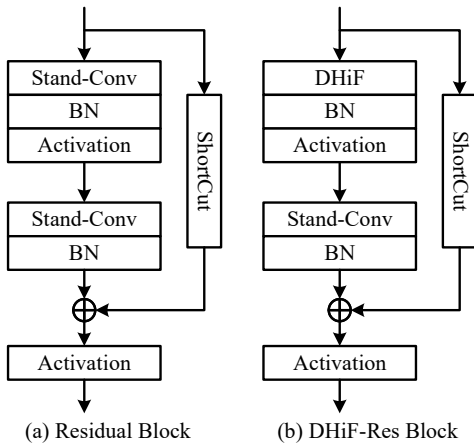 Stand-Conv
BN
Activation
ShortCut
Stand-Conv
BN
Activation
(a) Residual Block
DHiF
BN
Activation
ShortCut
Stand-Conv
BN
Activation
(b) DHiF-Res Block